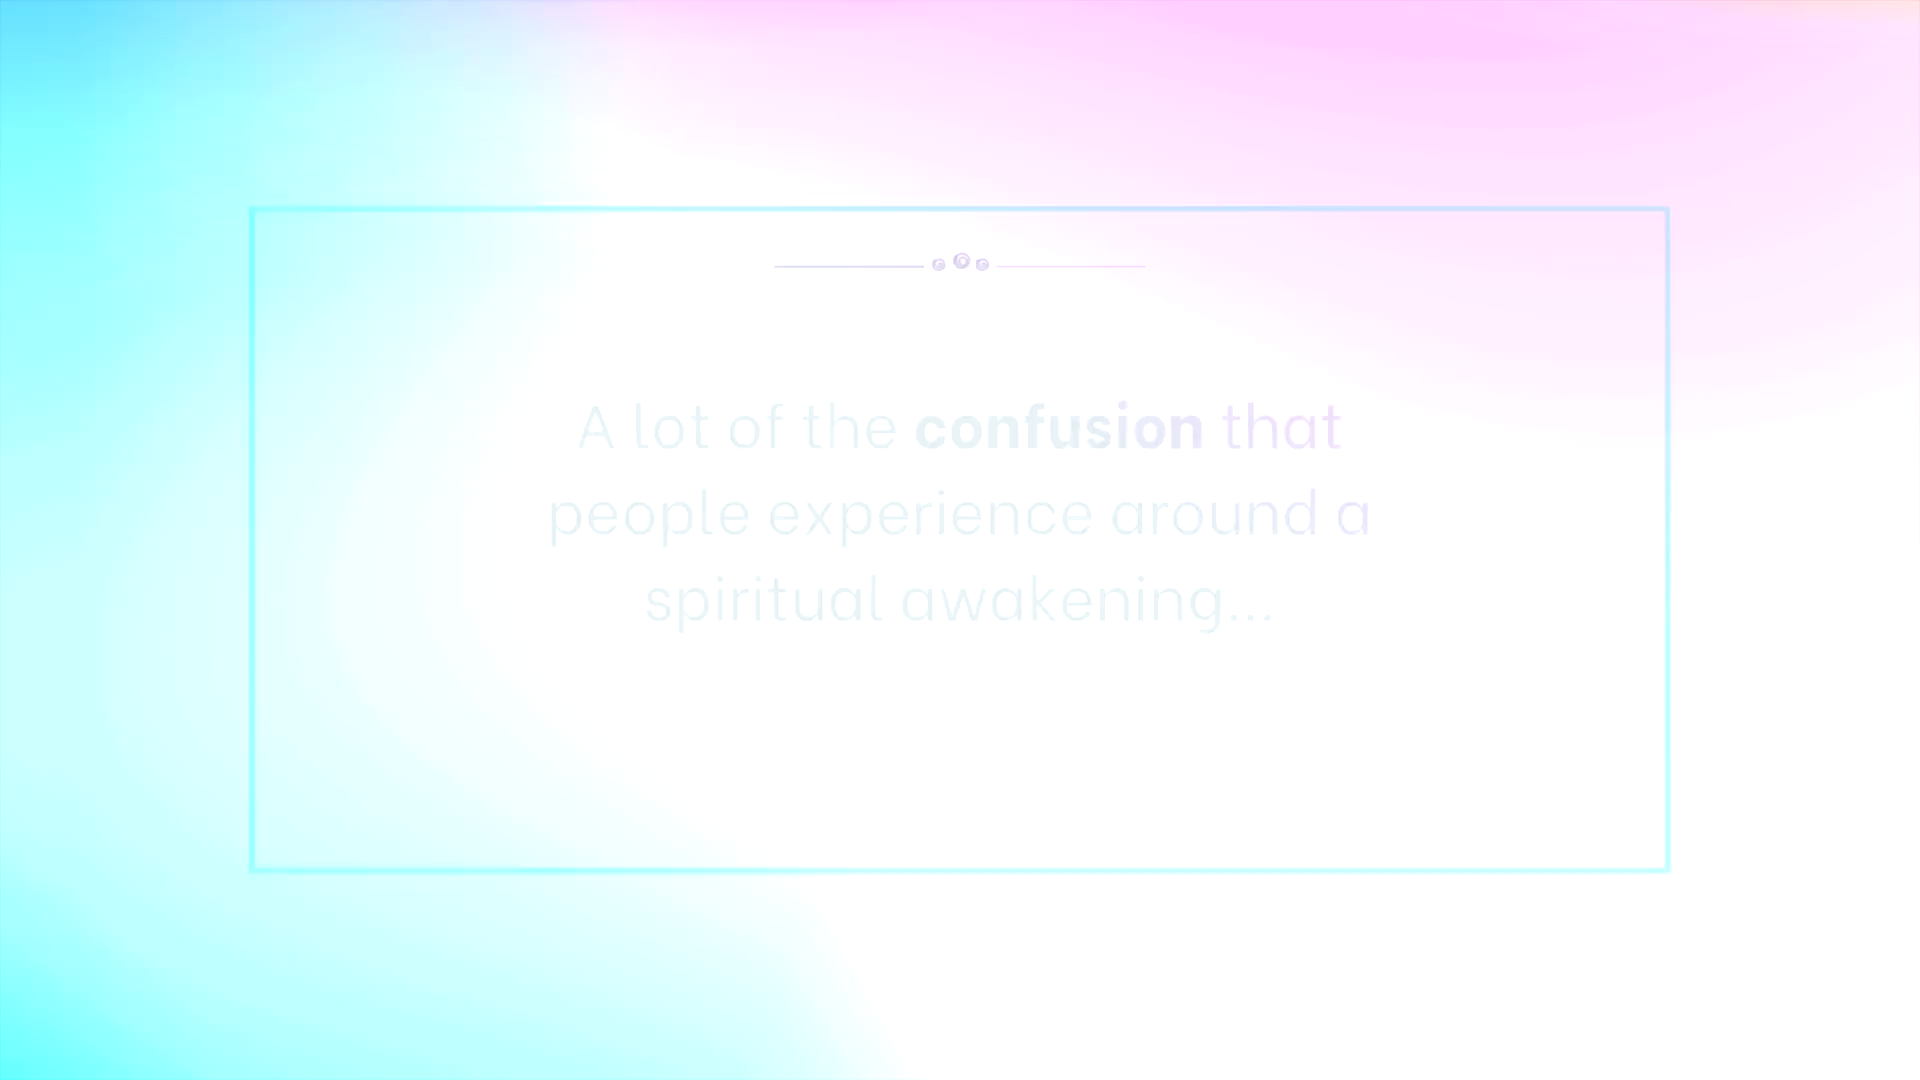 A lot of the confusion that
people experience around a
spiritual awakening...